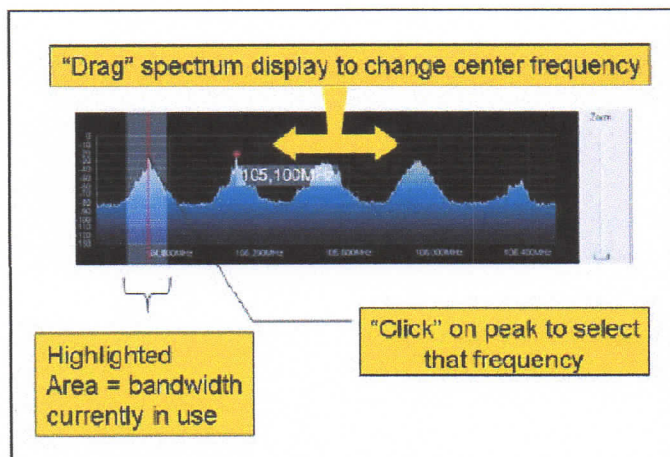 "Drag" spectrum display to change center frequency
Zoom
105,100MHz
"Click" on peak to select
that frequency
Highlighted
Area = bandwidth
currently in use